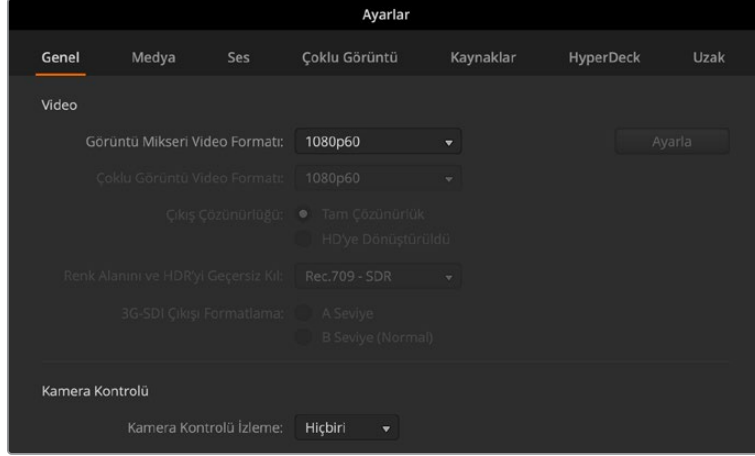 Ayarlar
Genel Medya Ses Çoklu Görüntü Kaynaklar HyperDeck Uzak
Video
Görüntü Mikseri Video Formatı: 1080p60 Ayarla
Çoklu Görüntü Video Formatı: 1080p60
Çıkış Çözünürlüğü: Tam Çözünürlük
HD'ye Dönüştürüldü
Renk Alanını ve HDR'yi Geçersiz Kıl: Rec.709 - SDR
3G-SDI Çıkışı Formatlama: A Seviye
B Seviye (Normal)
Kamera Kontrolü
Kamera Kontrolü İzleme: Hiçbiri